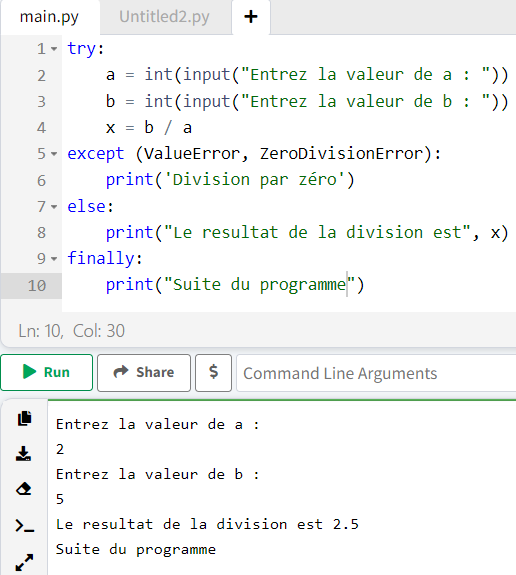 main.py Untitled2.py +
1 try:
2     a = int(input("Entrez la valeur de a : "))
3     b = int(input("Entrez la valeur de b : "))
4     x = b / a
5 except (ValueError, ZeroDivisionError):
6     print('Division par zéro')
7 else:
8     print("Le resultat de la division est", x)
9 finally:
10     print("Suite du programme")
Ln: 10, Col: 30
Run Share $ Command Line Arguments
Entrez la valeur de a :
2
Entrez la valeur de b :
5
Le resultat de la division est 2.5
Suite du programme